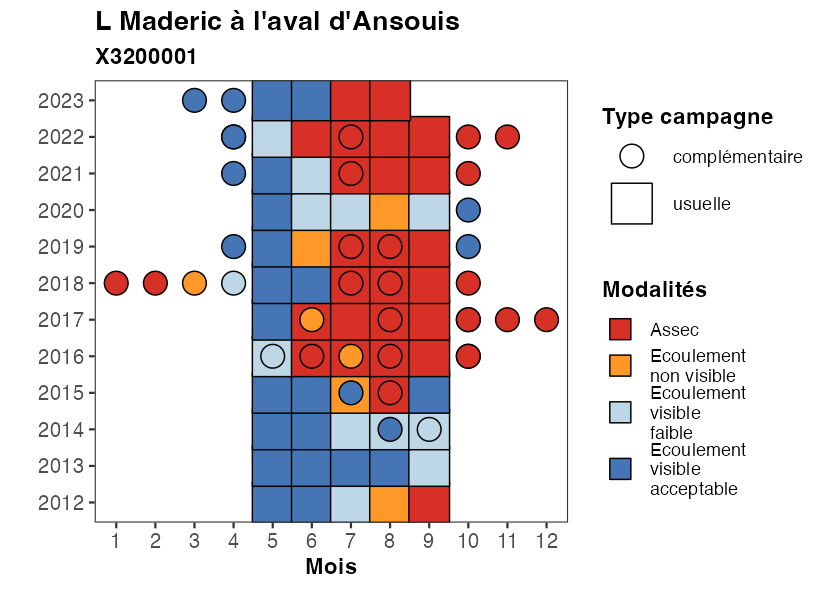 L Maderic à l'aval d'Ansouis
X3200001
2023
2022
2021
2020
2019
2018
2017
2016
2015
2014
2013
2012
1 2 3 4 5 6 7 8 9 10 11 12
Mois
Type campagne
complémentaire
usuelle
Modalités
Assec
Ecoulement
non visible
Ecoulement
visible
faible
Ecoulement
visible
acceptable